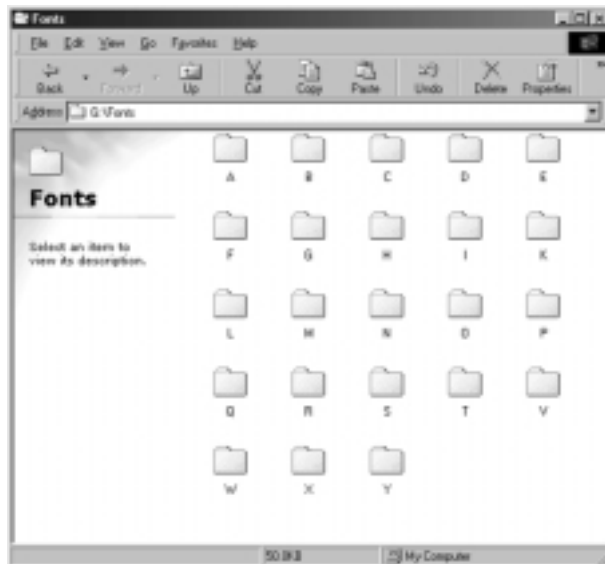 Fonts
File Edit View Go Favorites Help
Back Forward Up Cut Copy Paste Undo Delete Properties
Address G:\Fonts
Fonts
Select an item to
view its description.
A B C D E
F G H I K
L M N O P
Q R S T V
W X Y
My Computer